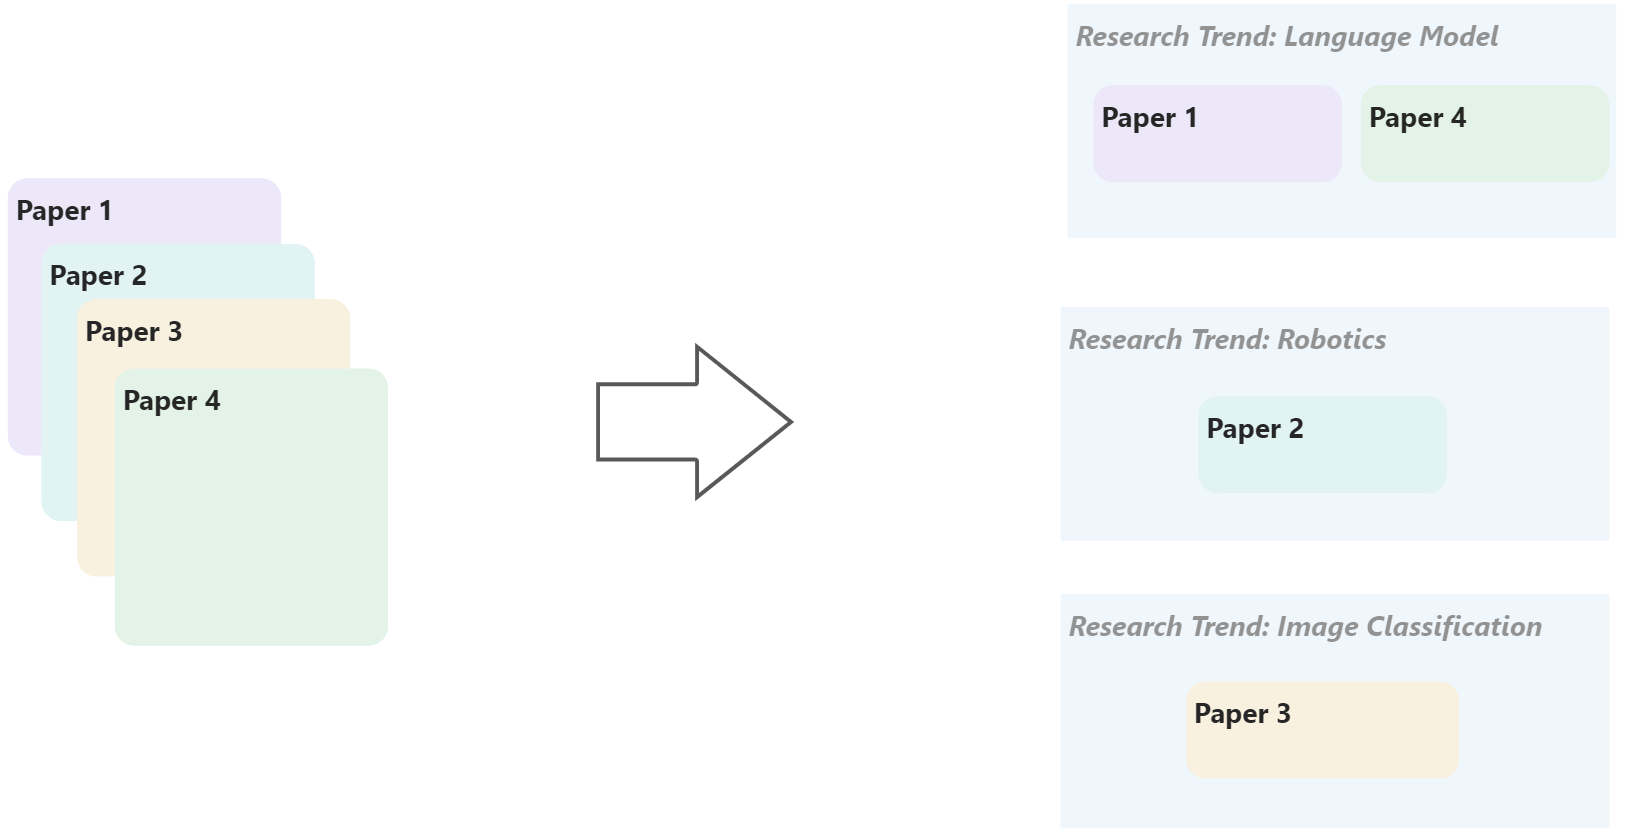 Paper 1
Paper 2
Paper 3
Paper 4
Research Trend: Language Model
Paper 1
Paper 4
Research Trend: Robotics
Paper 2
Research Trend: Image Classification
Paper 3